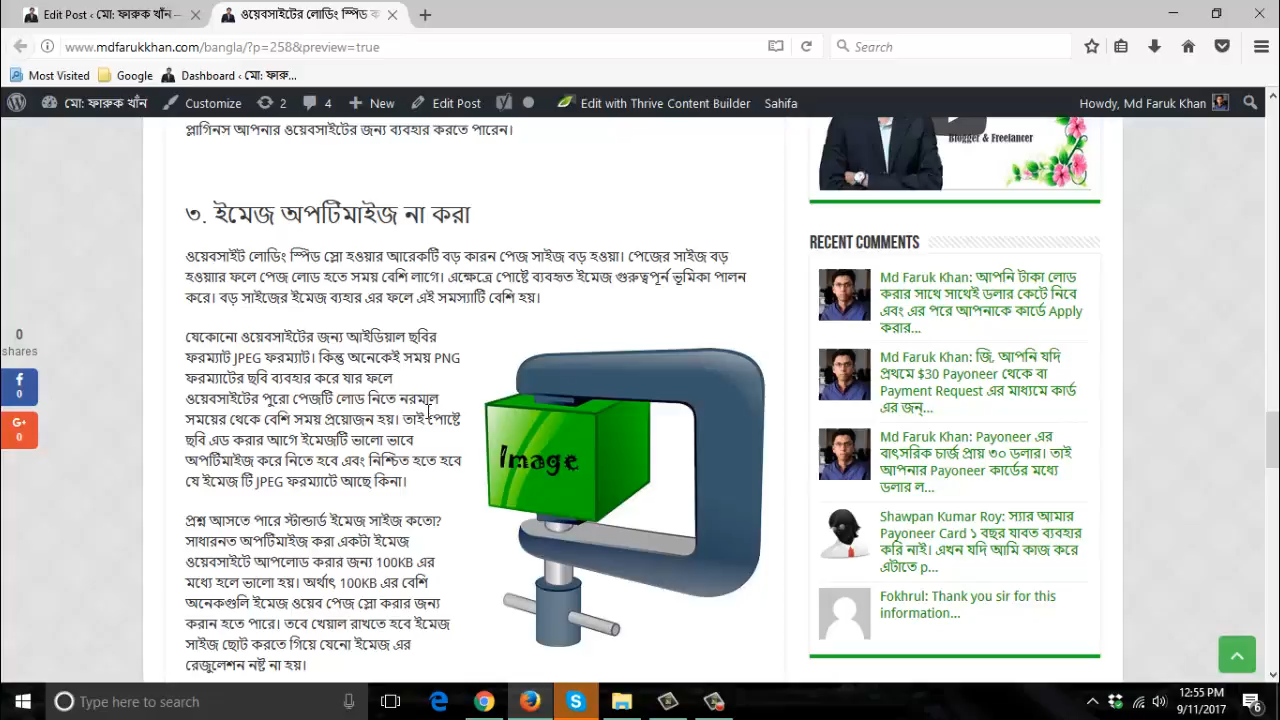 Edit Post ‹ মো: ফারুক খাঁন —
ওয়েবসাইটের লোডিং স্পিড
www.mdfarukkhan.com/bangla/?p=258&preview=true
Search
Most Visited
Google
Dashboard ‹ মো: ফারু...
মো: ফারুক খাঁন
Customize
2
4
New
Edit Post
Edit with Thrive Content Builder
Sahifa
Howdy, Md Faruk Khan
প্লাগিনস আপনার ওয়েবসাইটের জন্য ব্যবহার করতে পারেন।
Blogger & Freelancer
৩. ইমেজ অপটিমাইজ না করা
ওয়েবসাইট লোডিং স্পিড স্লো হওয়ার আরেকটি বড় কারন পেজ সাইজ বড় হওয়া। পেজের সাইজ বড়
হওয়ার ফলে পেজ লোড হতে সময় বেশি লাগে। এক্ষেত্রে পোষ্টে ব্যবহৃত ইমেজ গুরুত্বপূর্ন ভূমিকা পালন
করে। বড় সাইজের ইমেজ ব্যহার এর ফলে এই সমস্যাটি বেশি হয়।
যেকোনো ওয়েবসাইটের জন্য আইডিয়াল ছবির
ফরম্যাট JPEG ফরম্যাট। কিন্তু অনেকেই সময় PNG
ফরম্যাটের ছবি ব্যবহার করে যার ফলে
ওয়েবসাইটের পুরো পেজটি লোড নিতে নরমাল
সময়ের থেকে বেশি সময় প্রয়োজন হয়। তাই পোষ্টে
ছবি এড করার আগে ইমেজটি ভালো ভাবে
অপটিমাইজ করে নিতে হবে এবং নিশ্চিত হতে হবে
যে ইমেজ টি JPEG ফরম্যাটে আছে কিনা।
Image
প্রশ্ন আসতে পারে স্টান্ডার্ড ইমেজ সাইজ কতো?
সাধারনত অপটিমাইজ করা একটা ইমেজ
ওয়েবসাইটে আপলোড করার জন্য 100KB এর
মধ্যে হলে ভালো হয়। অর্থাৎ 100KB এর বেশি
অনেকগুলি ইমেজ ওয়েব পেজ স্লো করার জন্য
কারান হতে পারে। তবে খেয়াল রাখতে হবে ইমেজ
সাইজ ছোট করতে গিয়ে যেনো ইমেজ এর
রেজুলেশন নষ্ট না হয়।
0
shares
0
0
RECENT COMMENTS
Md Faruk Khan: আপনি টাকা লোড
করার সাথে সাথেই ডলার কেটে নিবে
এবং এর পরে আপনাকে কার্ডে Apply
করার...
Md Faruk Khan: জি, আপনি যদি
প্রথমে $30 Payoneer থেকে বা
Payment Request এর মাধ্যমে কার্ড
এর জন্...
Md Faruk Khan: Payoneer এর
বাৎসরিক চার্জ প্রায় ৩০ ডলার। তাই
আপনার Payoneer কার্ডের মধ্যে
ডলার ল...
Shawpan Kumar Roy: স্যার আমার
Payoneer Card ১ বছর যাবত ব্যবহার
করি নাই। এখন যদি আমি কাজ করে
এটাতে p...
Fokhrul: Thank you sir for this
information...
Type here to search
12:55 PM
9/11/2017
6